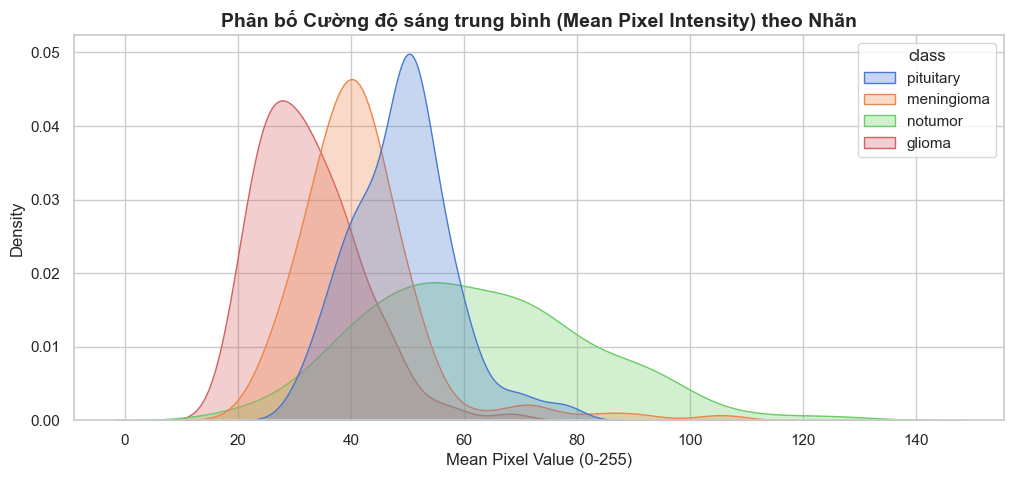 Phân bố Cường độ sáng trung bình (Mean Pixel Intensity) theo Nhãn
class
pituitary
meningioma
notumor
glioma
Density
0.05
0.04
0.03
0.02
0.01
0.00
0 20 40 60 80 100 120 140
Mean Pixel Value (0-255)